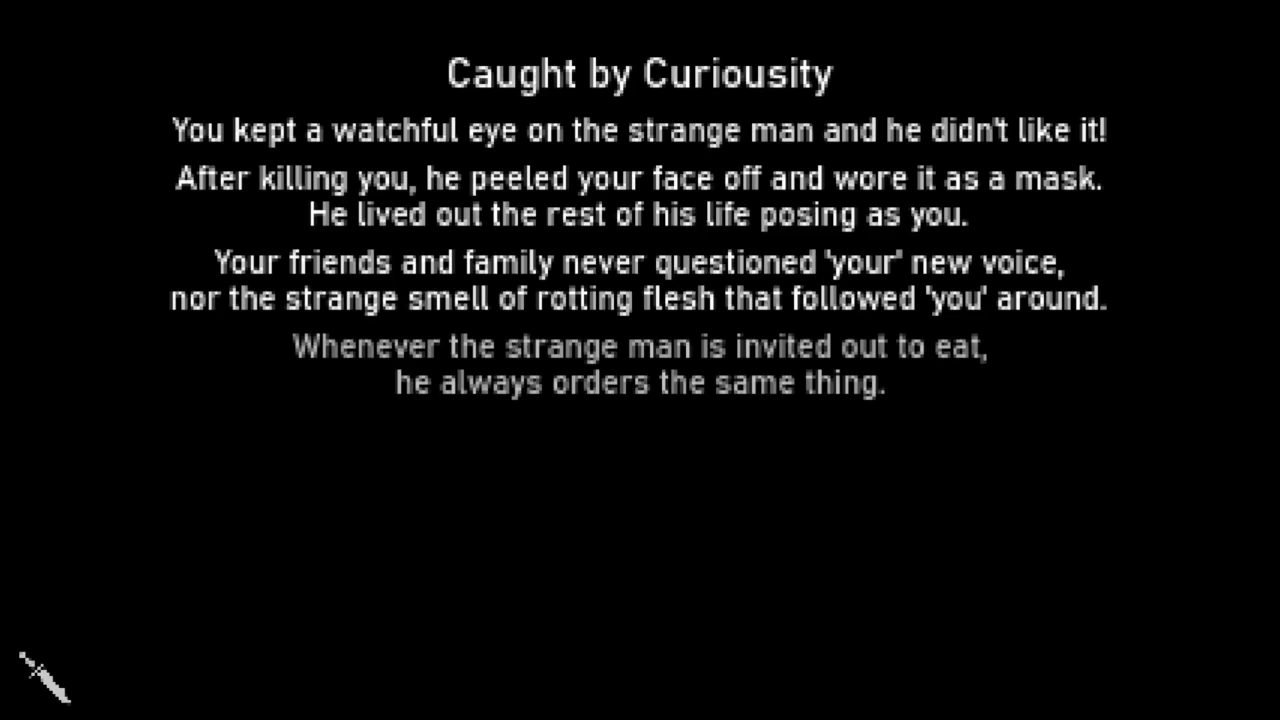 Caught by Curiousity
You kept a watchful eye on the strange man and he didn't like it!
After killing you, he peeled your face off and wore it as a mask.
He lived out the rest of his life posing as you.
Your friends and family never questioned 'your' new voice,
nor the strange smell of rotting flesh that followed 'you' around.
Whenever the strange man is invited out to eat,
he always orders the same thing.